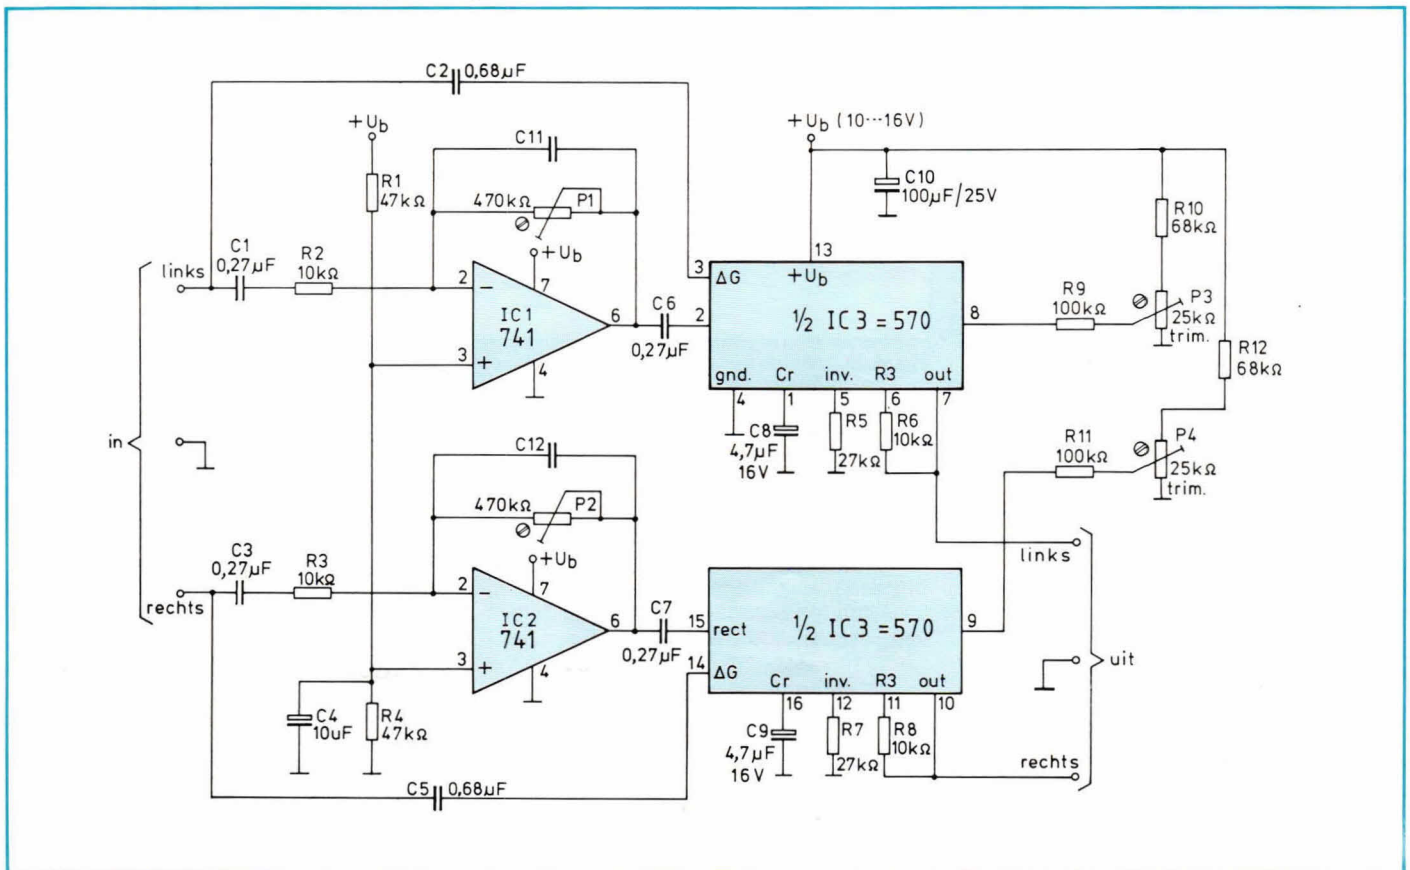 C2 0,68µF
+Ub
R1
47kΩ
C11
470kΩ P1
+Ub
C1
0,27µF
links
R2
10kΩ
2 −
7
IC1
741
6
3 +
4
C6
0,27µF
+Ub (10---16V)
C10
100µF/25V
13
3 ΔG +Ub
2 ½ IC3 = 570 8
gnd. Cr inv. R3 out
4 1 5 6 7
C8
4,7µF
16V
R5
27kΩ
R6
10kΩ
R9
100kΩ
R10
68kΩ
P3
25kΩ
trim.
R12
68kΩ
R11
100kΩ
P4
25kΩ
trim.
in
C12
470kΩ P2
+Ub
C3
0,27µF
rechts
R3
10kΩ
2 −
7
IC2
741
6
3 +
4
C7
0,27µF
15 rect ½ IC3 = 570 9
14 ΔG
Cr inv. R3 out
16 12 11 10
C4
10uF
R4
47kΩ
C9
4,7µF
16V
R7
27kΩ
R8
10kΩ
C5 0,68µF
links
uit
rechts